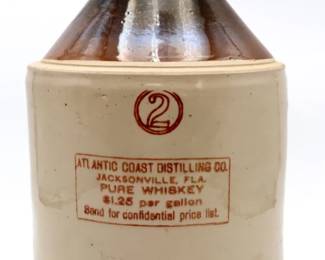 2
ATLANTIC COAST DISTILLING CO.
JACKSONVILLE, FLA.
PURE WHISKEY
$1.25 per gallon
Send for confidential price list.